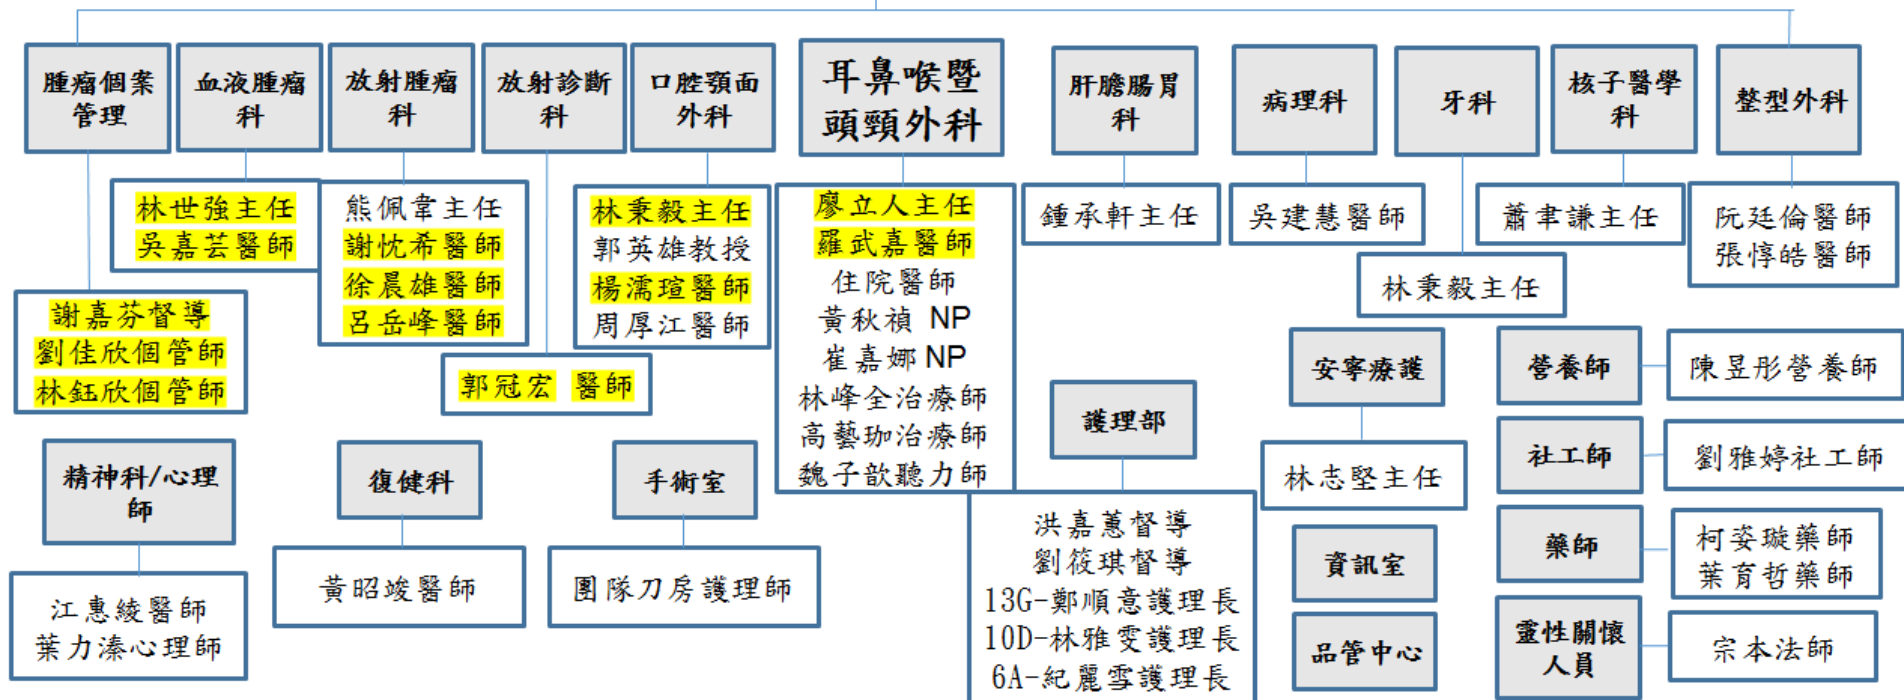 腫瘤個案
管理
謝嘉芬督導
劉佳欣個管師
林鈺欣個管師
血液腫瘤
科
林世強主任
吳嘉芸醫師
放射腫瘤
科
熊佩韋主任
謝忱希醫師
徐晨雄醫師
呂岳峰醫師
放射診斷
科
郭冠宏 醫師
口腔顎面
外科
林秉毅主任
郭英雄教授
楊濡瑄醫師
周厚江醫師
耳鼻喉暨
頭頸外科
廖立人主任
羅武嘉醫師
住院醫師
黃秋禎 NP
崔嘉娜 NP
林峰全治療師
高藝珈治療師
魏子歆聽力師
肝膽腸胃
科
鍾承軒主任
病理科
吳建慧醫師
牙科
林秉毅主任
核子醫學
科
蕭聿謙主任
整型外科
阮廷倫醫師
張惇皓醫師
精神科/心理
師
江惠綾醫師
葉力溱心理師
復健科
黃昭竣醫師
手術室
團隊刀房護理師
護理部
洪嘉蕙督導
劉筱琪督導
13G-鄭順意護理長
10D-林雅雯護理長
6A-紀麗雪護理長
安寧療護
林志堅主任
資訊室
品管中心
營養師
陳昱彤營養師
社工師
劉雅婷社工師
藥師
柯姿璇藥師
葉育哲藥師
靈性關懷
人員
宗本法師